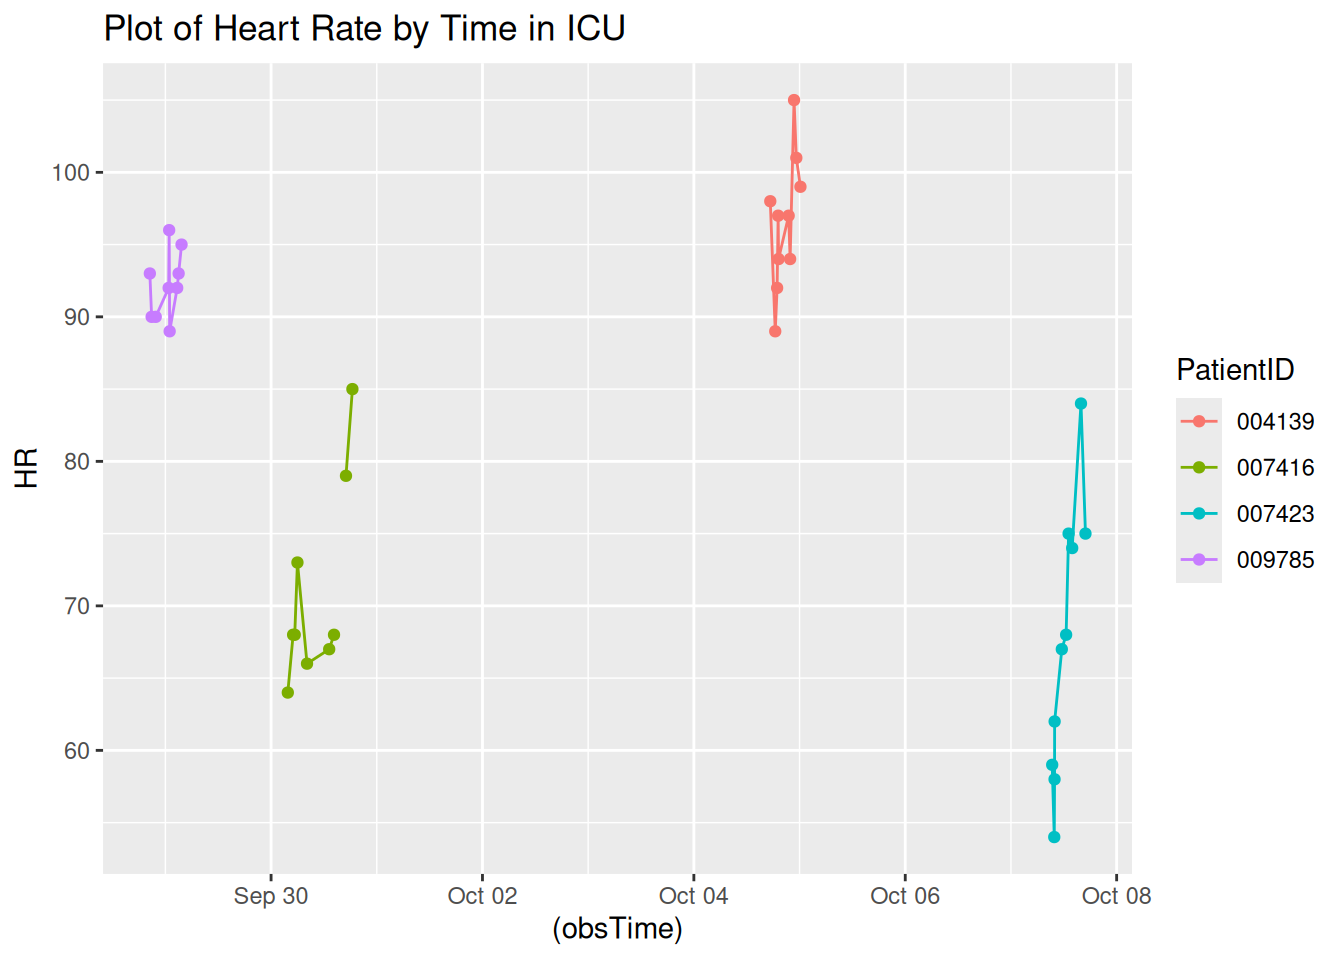 Plot of Heart Rate by Time in ICU
100
90
80
70
60
HR
Sep 30
Oct 02
Oct 04
Oct 06
Oct 08
(obsTime)
PatientID
004139
007416
007423
009785